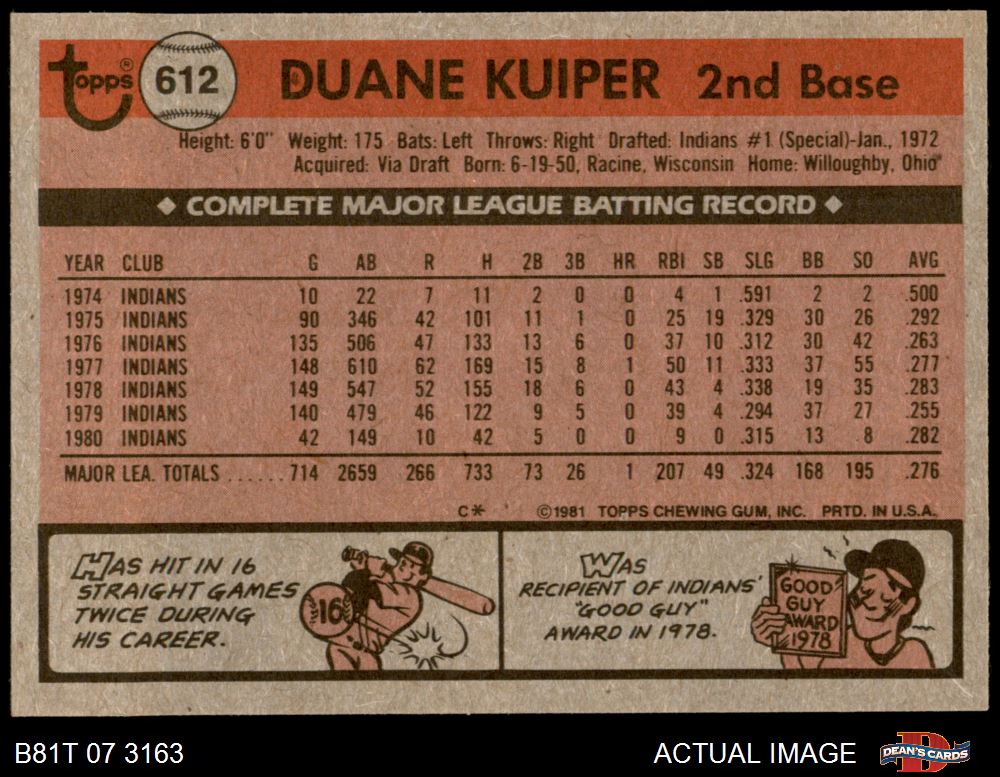 topps®
612
DUANE KUIPER 2nd Base
Height: 6'0" Weight: 175 Bats: Left Throws: Right Drafted: Indians #1 (Special)-Jan., 1972
Acquired: Via Draft Born: 6-19-50, Racine, Wisconsin Home: Willoughby, Ohio
◆ COMPLETE MAJOR LEAGUE BATTING RECORD ◆
YEAR CLUB G AB R H 2B 3B HR RBI SB SLG BB SO AVG
1974 INDIANS 10 22 7 11 2 0 0 4 1 .591 2 2 .500
1975 INDIANS 90 346 42 101 11 1 0 25 19 .329 30 26 .292
1976 INDIANS 135 506 47 133 13 6 0 37 10 .312 30 42 .263
1977 INDIANS 148 610 62 169 15 8 1 50 11 .333 37 55 .277
1978 INDIANS 149 547 52 155 18 6 0 43 4 .338 19 35 .283
1979 INDIANS 140 479 46 122 9 5 0 39 4 .294 37 27 .255
1980 INDIANS 42 149 10 42 5 0 0 9 0 .315 13 8 .282
MAJOR LEA. TOTALS ...... 714 2659 266 733 73 26 1 207 49 .324 168 195 .276
C* ©1981 TOPPS CHEWING GUM, INC. PRTD. IN U.S.A.
HAS HIT IN 16
STRAIGHT GAMES
TWICE DURING
HIS CAREER.
16
WAS
RECIPIENT OF INDIANS'
"GOOD GUY"
AWARD IN 1978.
GOOD
GUY
AWARD
1978
B81T 07 3163
ACTUAL IMAGE
DEAN'S CARDS